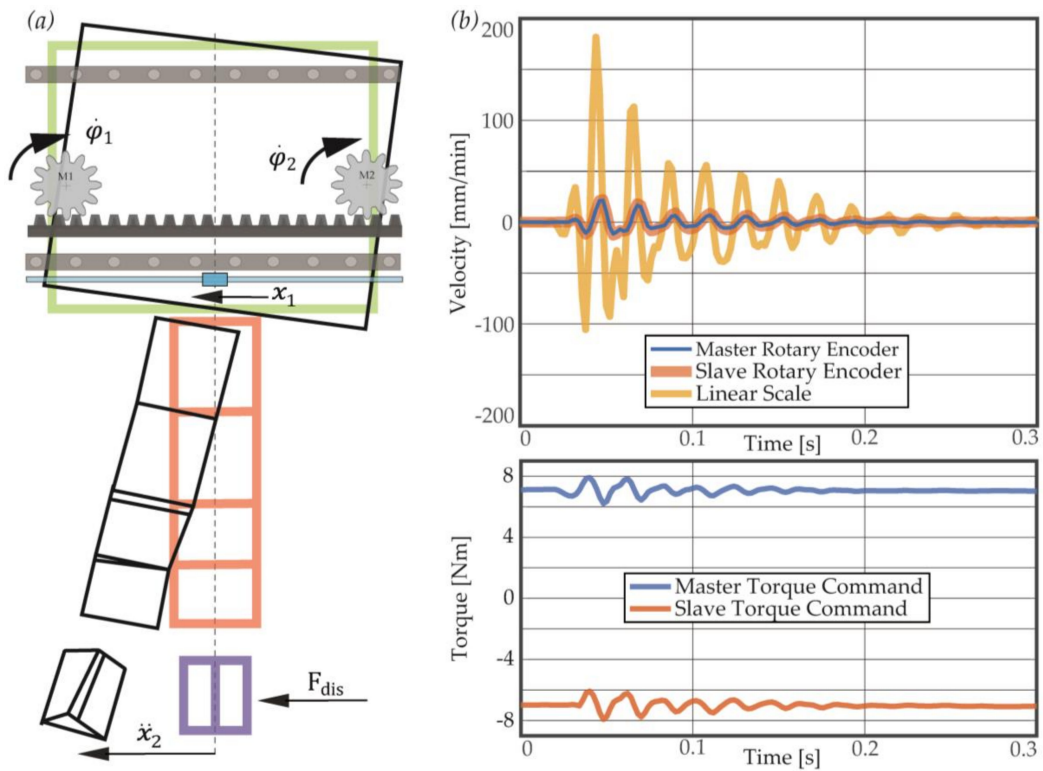 (a)
φ̇₁
φ̇₂
M1
M2
x₁
F_dis
ẍ₂
(b)
Velocity [mm/min]
200
100
0
-100
-200
Master Rotary Encoder
Slave Rotary Encoder
Linear Scale
0
0.1
0.2
0.3
Time [s]
Torque [Nm]
8
4
0
-4
-8
Master Torque Command
Slave Torque Command
0
0.1
0.2
0.3
Time [s]